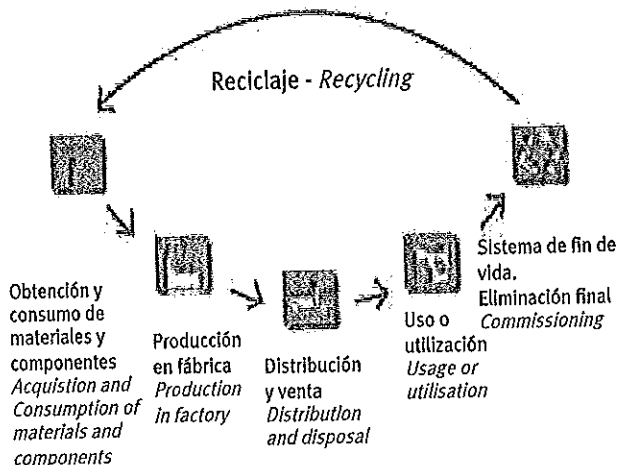 Reciclaje - Recycling
Obtención y
consumo de
materiales y
componentes
Acquistion and
Consumption of
materials and
components
Producción
en fábrica
Production
in factory
Distribución
y venta
Distribution
and disposal
Uso o
utilización
Usage or
utilisation
Sistema de fin de
vida.
Eliminación final
Commissioning